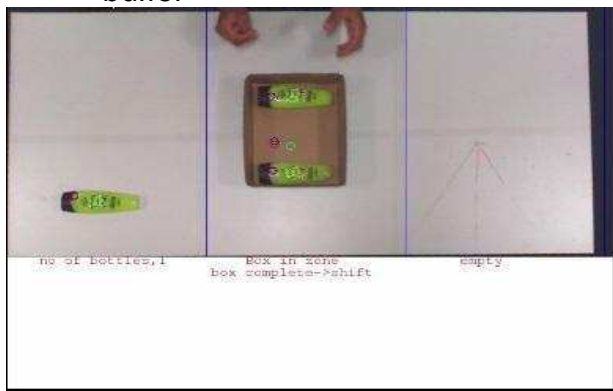 no of bottles,1
Box in zone
box complete->shift
empty